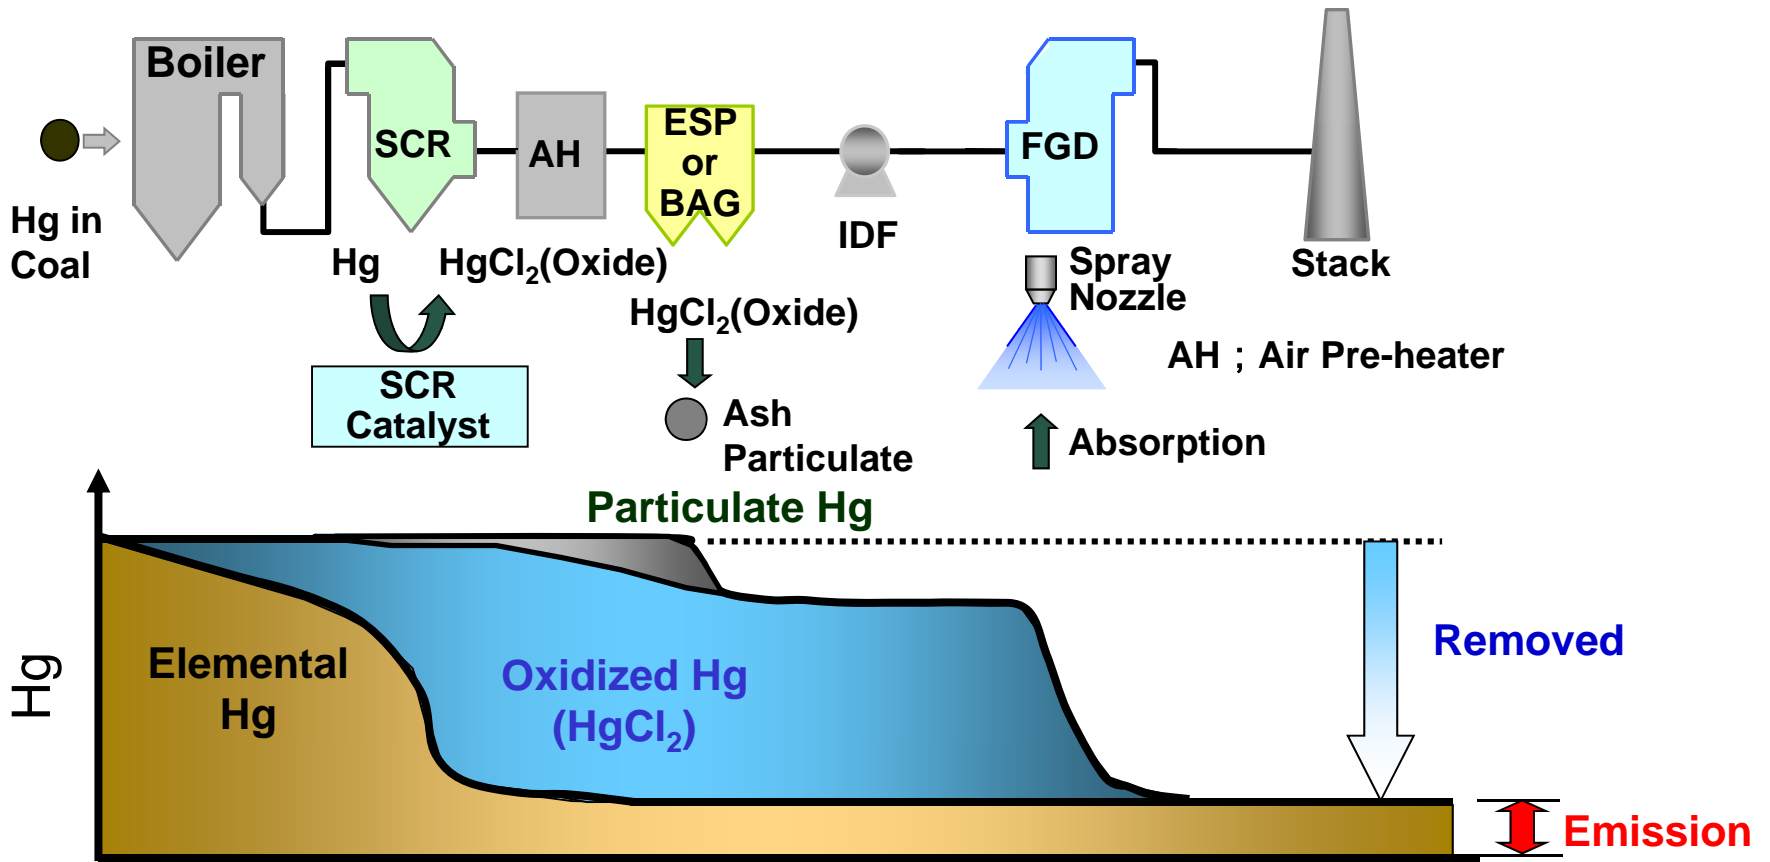 Boiler
SCR
AH
ESP
or
BAG
IDF
FGD
Stack
Hg in
Coal
Hg
HgCl₂(Oxide)
SCR
Catalyst
HgCl₂(Oxide)
Ash
Particulate
Spray
Nozzle
AH ; Air Pre-heater
Absorption
Particulate Hg
Hg
Elemental
Hg
Oxidized Hg
(HgCl₂)
Removed
Emission